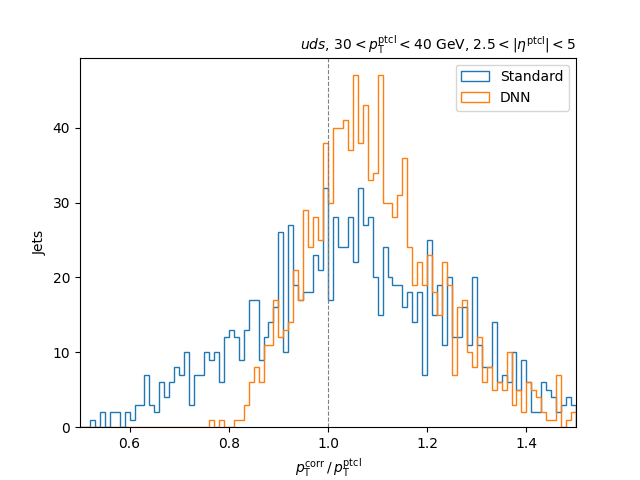 uds, 30 < p_T^ptcl < 40 GeV, 2.5 < |η^ptcl| < 5
Standard
DNN
Jets
40
30
20
10
0
0.6 0.8 1.0 1.2 1.4
p_T^corr / p_T^ptcl